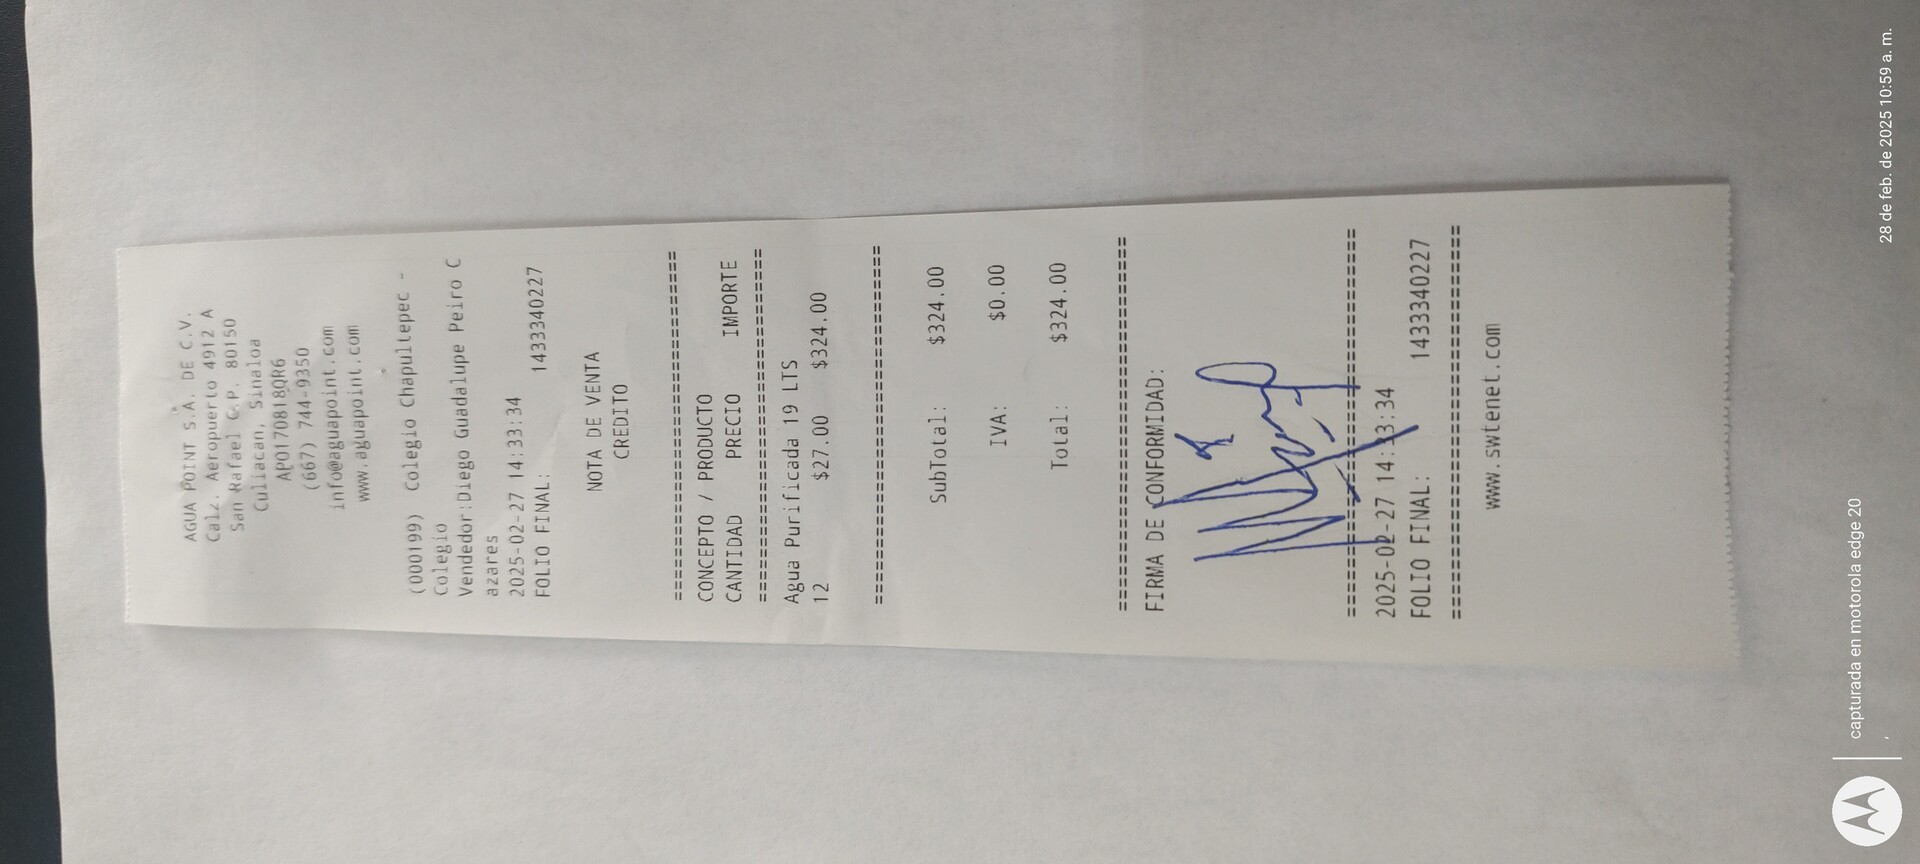 AGUA POINT S.A. DE C.V.
Calz. Aeropuerto 4912 A
San Rafael C.P. 80150
Culiacan, Sinaloa
APO170818QR6
(667) 744-9350
info@aguapoint.com
www.aguapoint.com
(000199) Colegio Chapultepec -
Colegio
Vendedor:Diego Guadalupe Peiro C
azares
2025-02-27 14:33:34
FOLIO FINAL: 1433340227
NOTA DE VENTA
CREDITO
================================
CONCEPTO / PRODUCTO
CANTIDAD PRECIO IMPORTE
================================
Agua Purificada 19 LTS
12 $27.00 $324.00
================================
SubTotal: $324.00
IVA: $0.00
Total: $324.00
================================
FIRMA DE CONFORMIDAD:
================================
2025-02-27 14:33:34
FOLIO FINAL: 1433340227
================================
www.swtenet.com
capturada en motorola edge 20
28 de feb. de 2025 10:59 a. m.